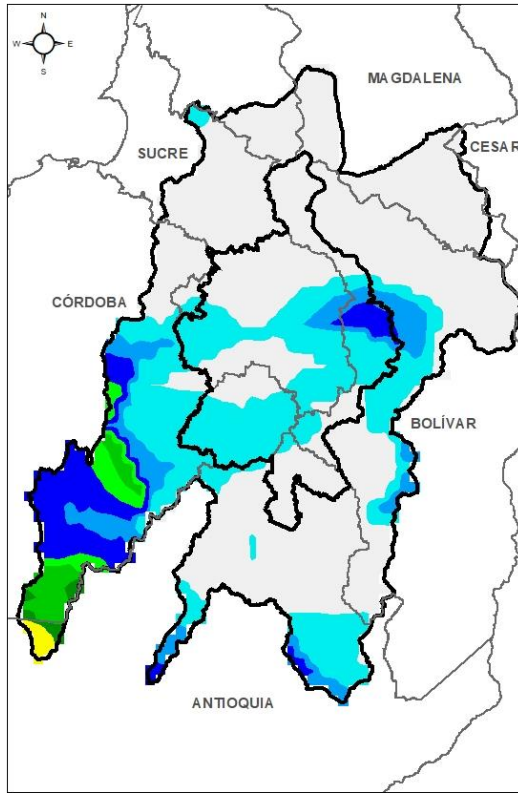 N
W E
S
MAGDALENA
CESAR
SUCRE
CÓRDOBA
BOLÍVAR
ANTIOQUIA